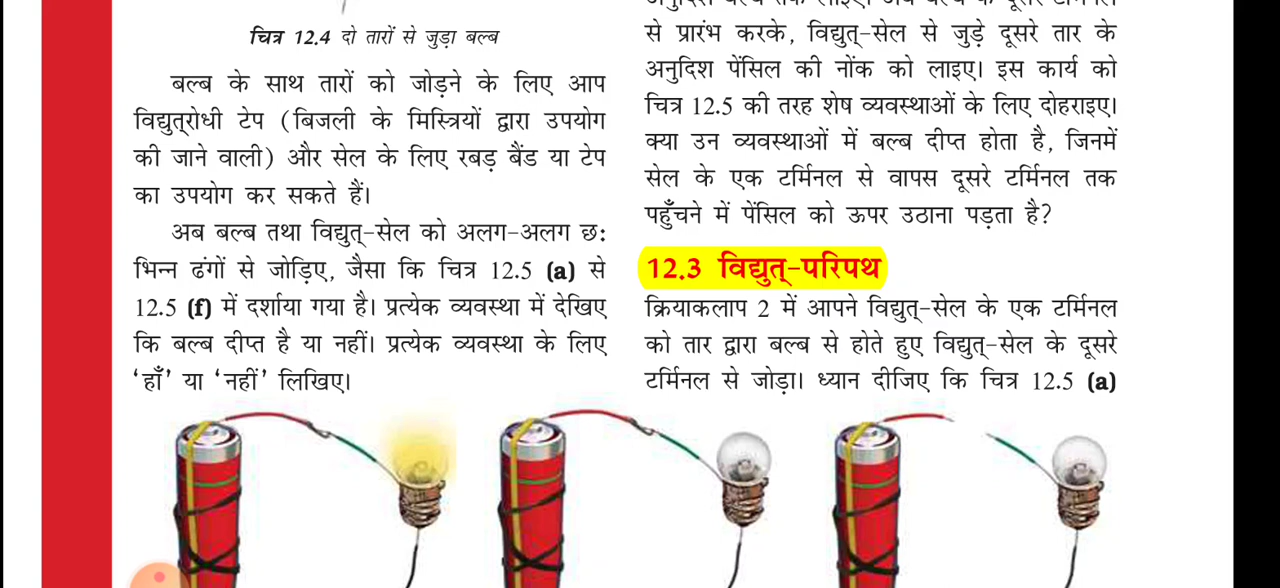 चित्र 12.4 दो तारों से जुड़ा बल्ब
बल्ब के साथ तारों को जोड़ने के लिए आप
विद्युत्‌रोधी टेप (बिजली के मिस्त्रियों द्वारा उपयोग
की जाने वाली) और सेल के लिए रबड़ बैंड या टेप
का उपयोग कर सकते हैं।
अब बल्ब तथा विद्युत्-सेल को अलग-अलग छः
भिन्न ढंगों से जोड़िए, जैसा कि चित्र 12.5 (a) से
12.5 (f) में दर्शाया गया है। प्रत्येक व्यवस्था में देखिए
कि बल्ब दीप्त है या नहीं। प्रत्येक व्यवस्था के लिए
‘हाँ’ या ‘नहीं’ लिखिए।
से प्रारंभ करके, विद्युत्-सेल से जुड़े दूसरे तार के
अनुदिश पेंसिल की नोंक को लाइए। इस कार्य को
चित्र 12.5 की तरह शेष व्यवस्थाओं के लिए दोहराइए।
क्या उन व्यवस्थाओं में बल्ब दीप्त होता है, जिनमें
सेल के एक टर्मिनल से वापस दूसरे टर्मिनल तक
पहुँचने में पेंसिल को ऊपर उठाना पड़ता है?
12.3 विद्युत्-परिपथ
क्रियाकलाप 2 में आपने विद्युत्-सेल के एक टर्मिनल
को तार द्वारा बल्ब से होते हुए विद्युत्-सेल के दूसरे
टर्मिनल से जोड़ा। ध्यान दीजिए कि चित्र 12.5 (a)